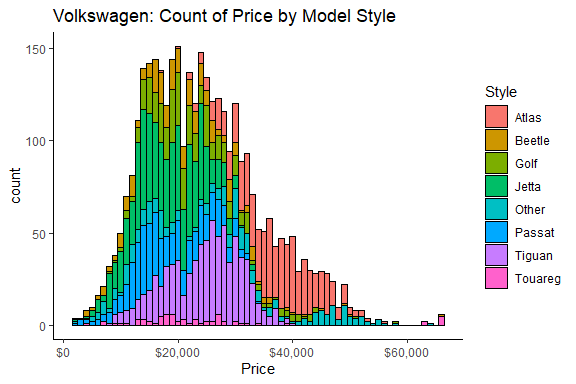 Volkswagen: Count of Price by Model Style
150
100
50
0
count
$0
$20,000
$40,000
$60,000
Price
Style
Atlas
Beetle
Golf
Jetta
Other
Passat
Tiguan
Touareg